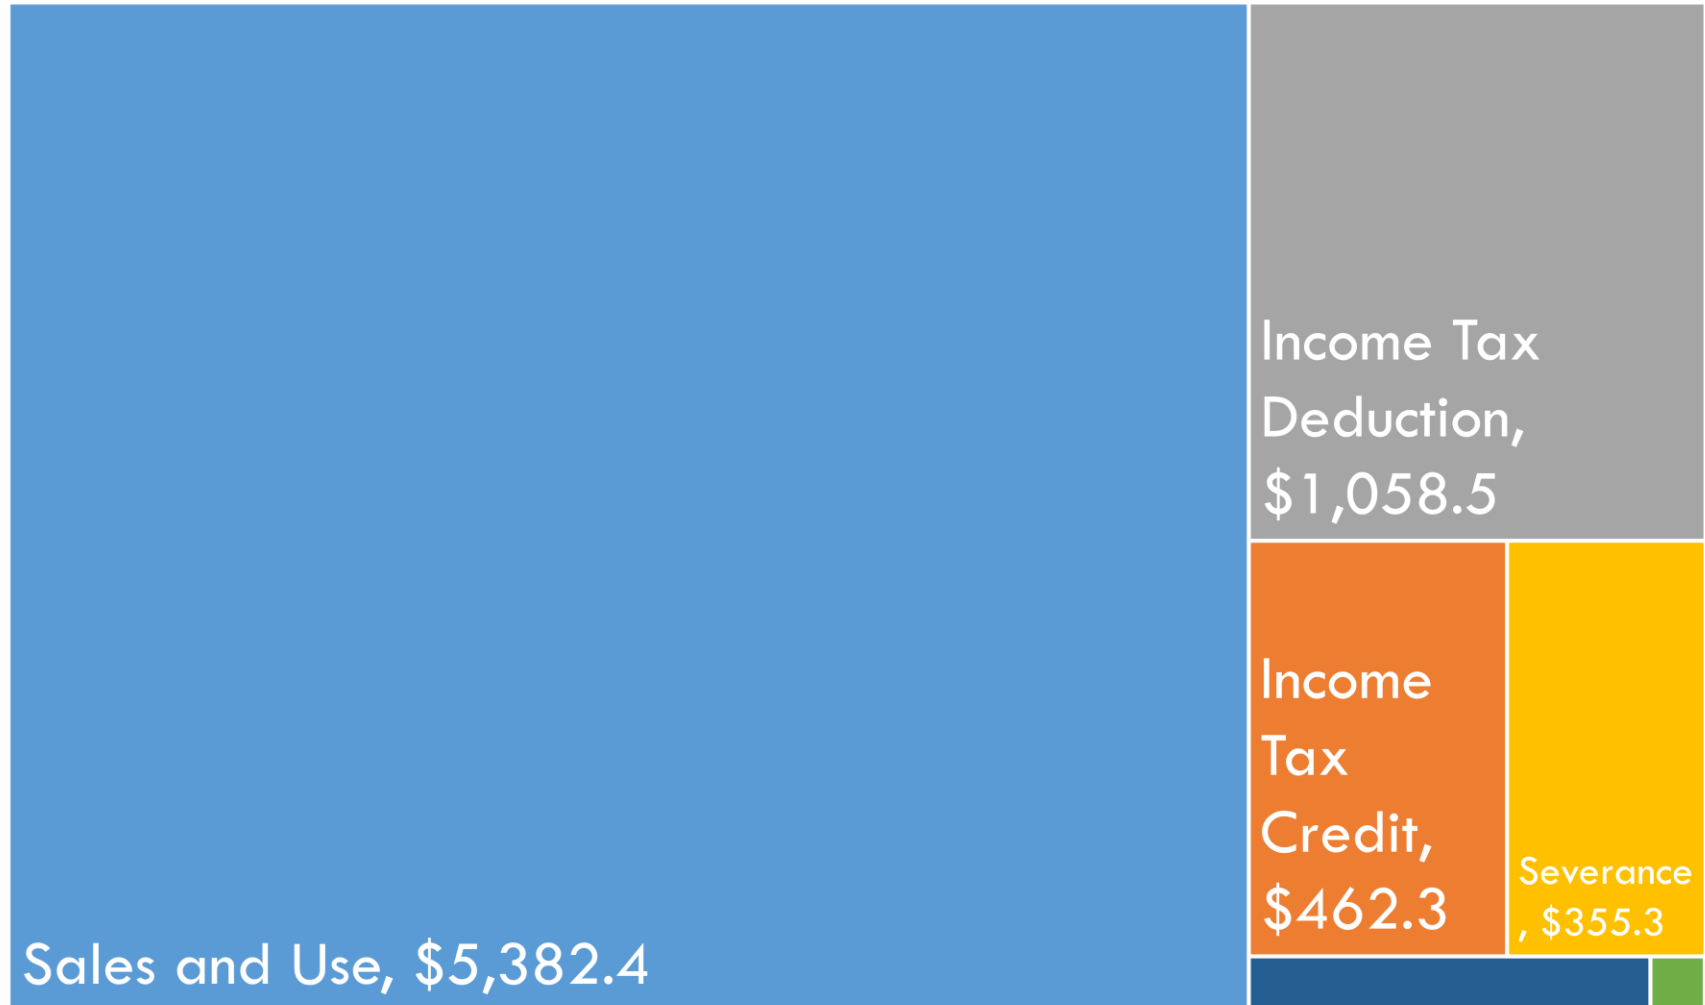 Income Tax
Deduction,
$1,058.5
Income
Tax
Credit,
$462.3
Severance
, $355.3
Sales and Use, $5,382.4